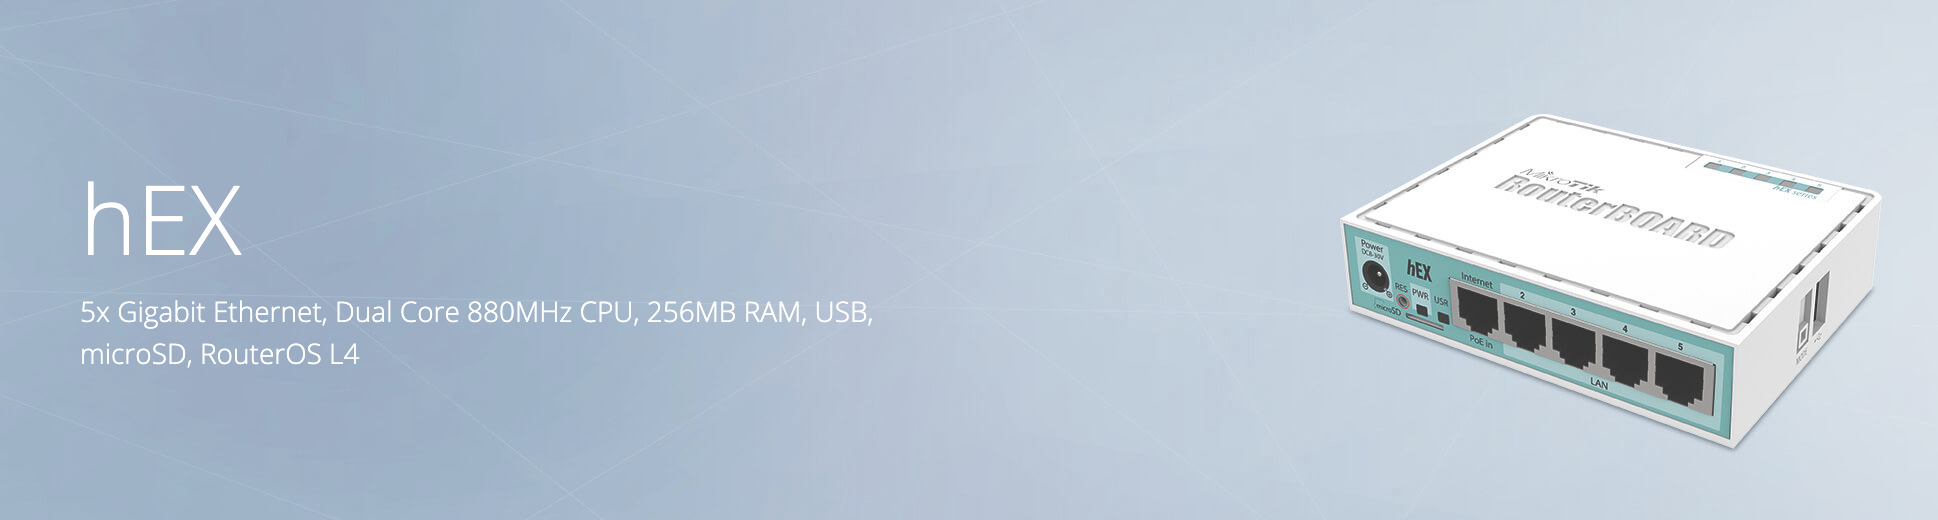 hEX
5x Gigabit Ethernet, Dual Core 880MHz CPU, 256MB RAM, USB,
microSD, RouterOS L4
MikroTik
RouterBOARD
hEX series
Power
DC8-30V
hEX
RES
PWR
USR
microSD
Internet
2
3
4
5
PoE in
LAN
MODE